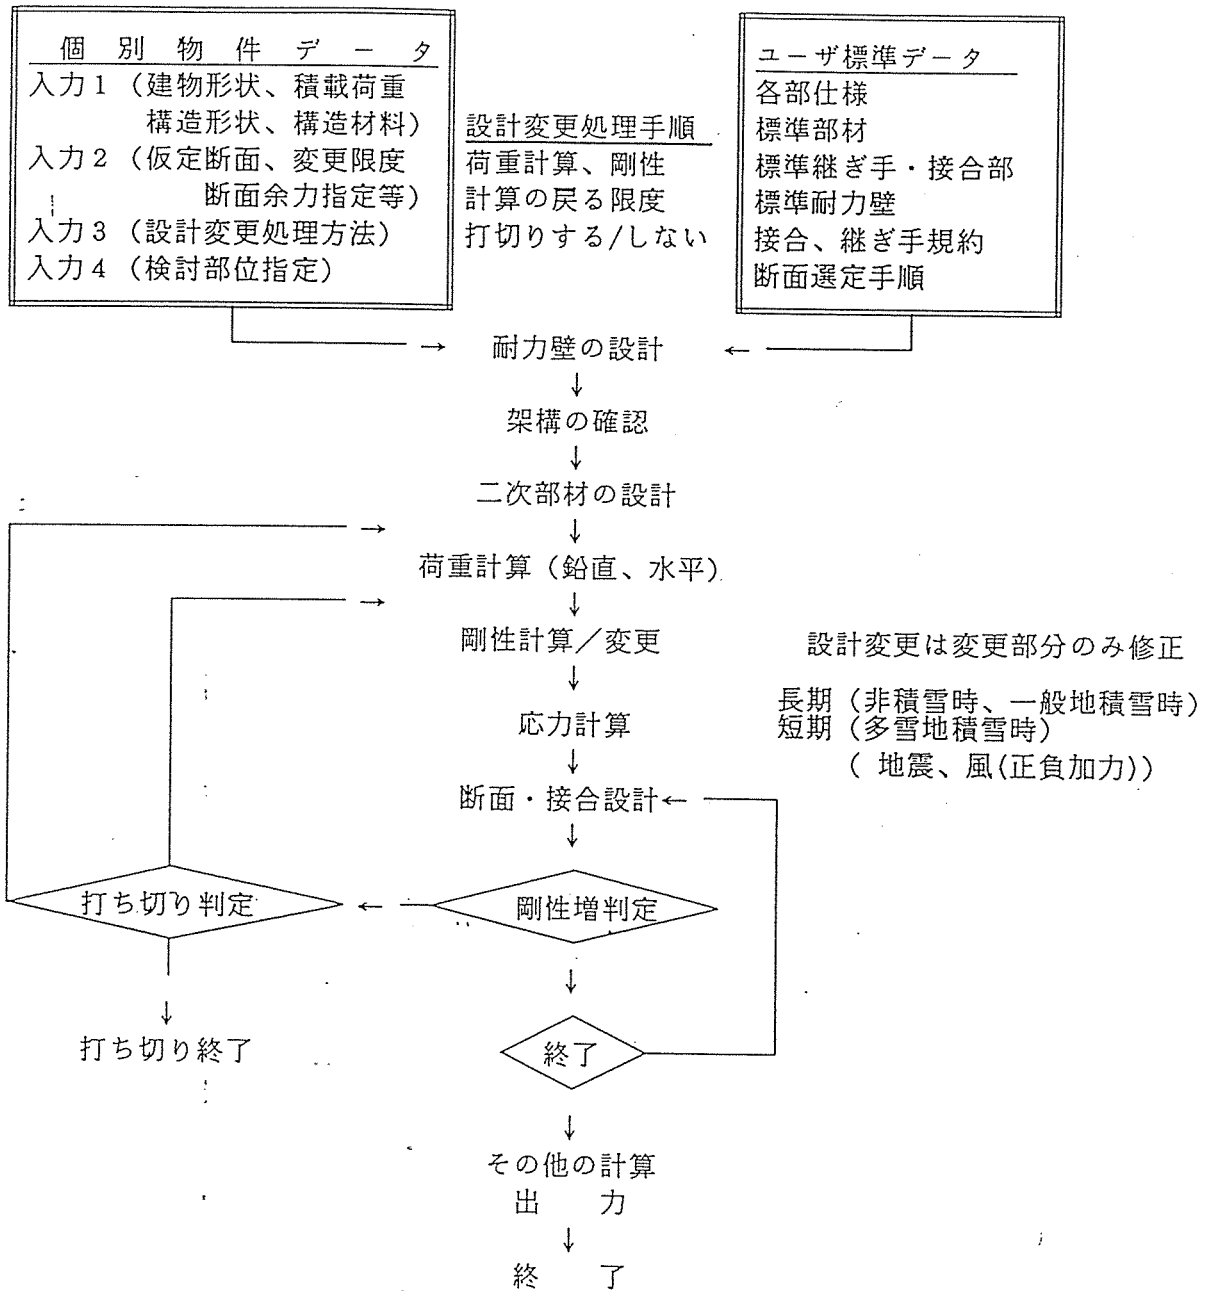 個別物件データ
入力1（建物形状、積載荷重
構造形状、構造材料）
入力2（仮定断面、変更限度
断面余力指定等）
入力3（設計変更処理方法）
入力4（検討部位指定）
設計変更処理手順
荷重計算、剛性
計算の戻る限度
打切りする/しない
ユーザ標準データ
各部仕様
標準部材
標準継ぎ手・接合部
標準耐力壁
接合、継ぎ手規約
断面選定手順
→ 耐力壁の設計 ←
↓
架構の確認
↓
二次部材の設計
→ ↓
荷重計算（鉛直、水平）
→ ↓
剛性計算／変更
設計変更は変更部分のみ修正
↓
長期（非積雪時、一般地積雪時）
応力計算
短期（多雪地積雪時）
↓
（ 地震、風(正負加力)）
断面・接合設計←
↓
打ち切り判定 ← 剛性増判定
↓
↓
打ち切り終了
終了
↓
その他の計算
出 力
↓
終 了